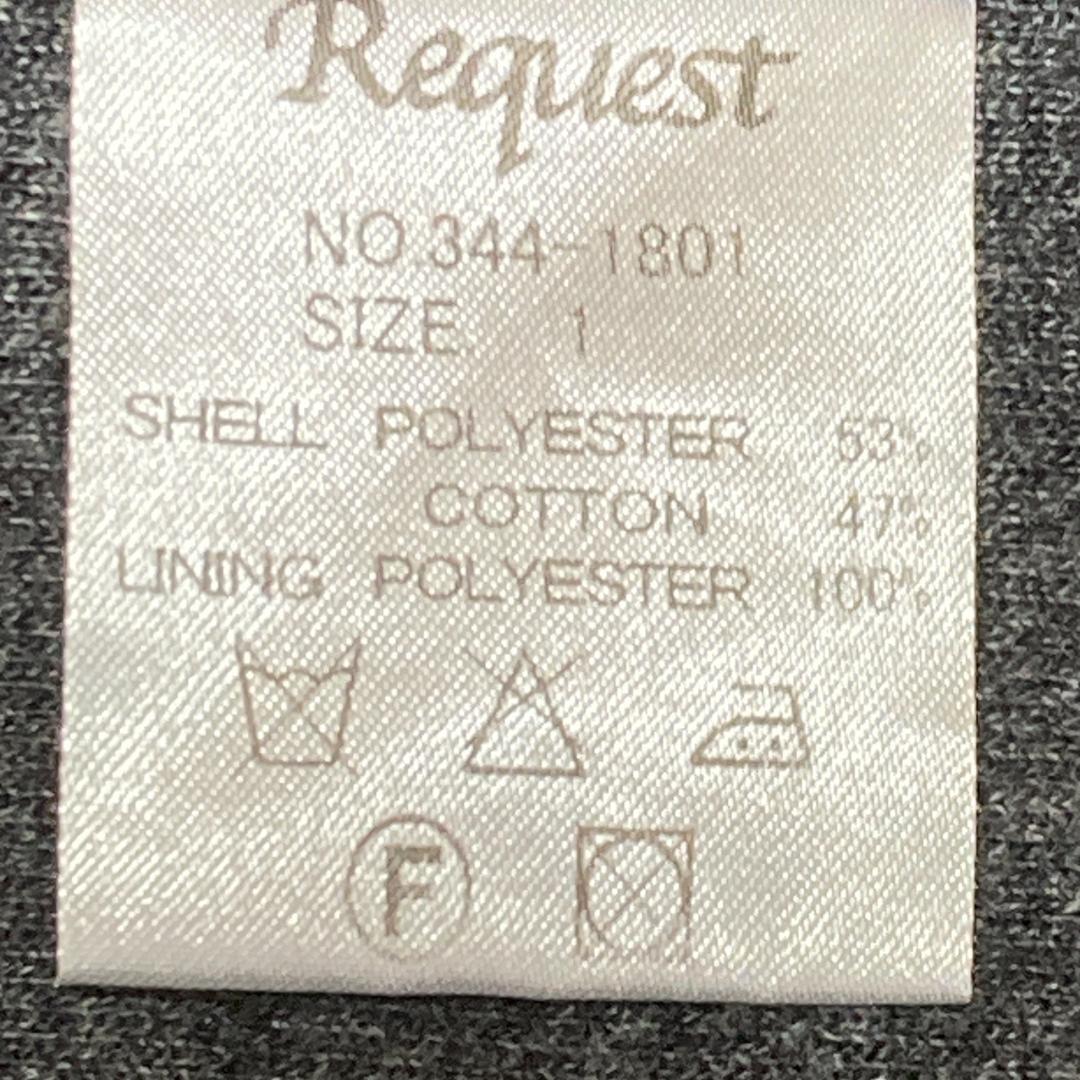 Request
NO.344-1801
SIZE 1
SHELL POLYESTER 53%
COTTON 47%
LINING POLYESTER 100%
F